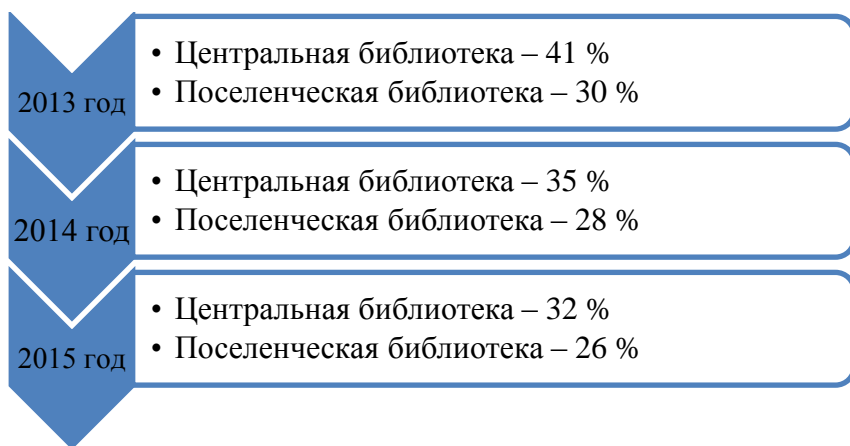 2013 год
• Центральная библиотека – 41 %
• Поселенческая библиотека – 30 %
2014 год
• Центральная библиотека – 35 %
• Поселенческая библиотека – 28 %
2015 год
• Центральная библиотека – 32 %
• Поселенческая библиотека – 26 %